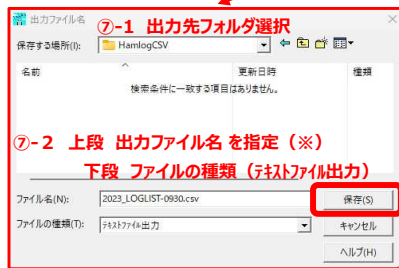 出力ファイル名
⑦-1 出力先フォルダ選択
保存する場所(I): HamlogCSV
名前 更新日時 種類
検索条件に一致する項目はありません。
⑦-2 上段 出力ファイル名 を指定（※）
下段 ファイルの種類（ﾃｷｽﾄﾌｧｲﾙ出力）
ファイル名(N): 2023_LOGLIST-0930.csv 保存(S)
ファイルの種類(T): ﾃｷｽﾄﾌｧｲﾙ出力 キャンセル
ヘルプ(H)